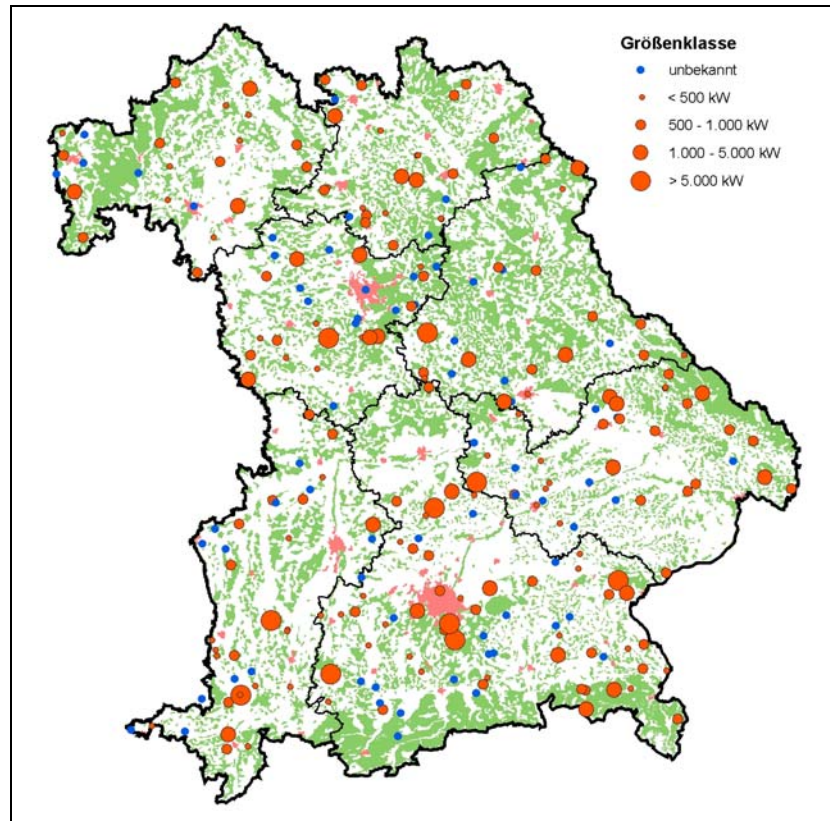 Größenklasse
unbekannt
< 500 kW
500 - 1.000 kW
1.000 - 5.000 kW
> 5.000 kW